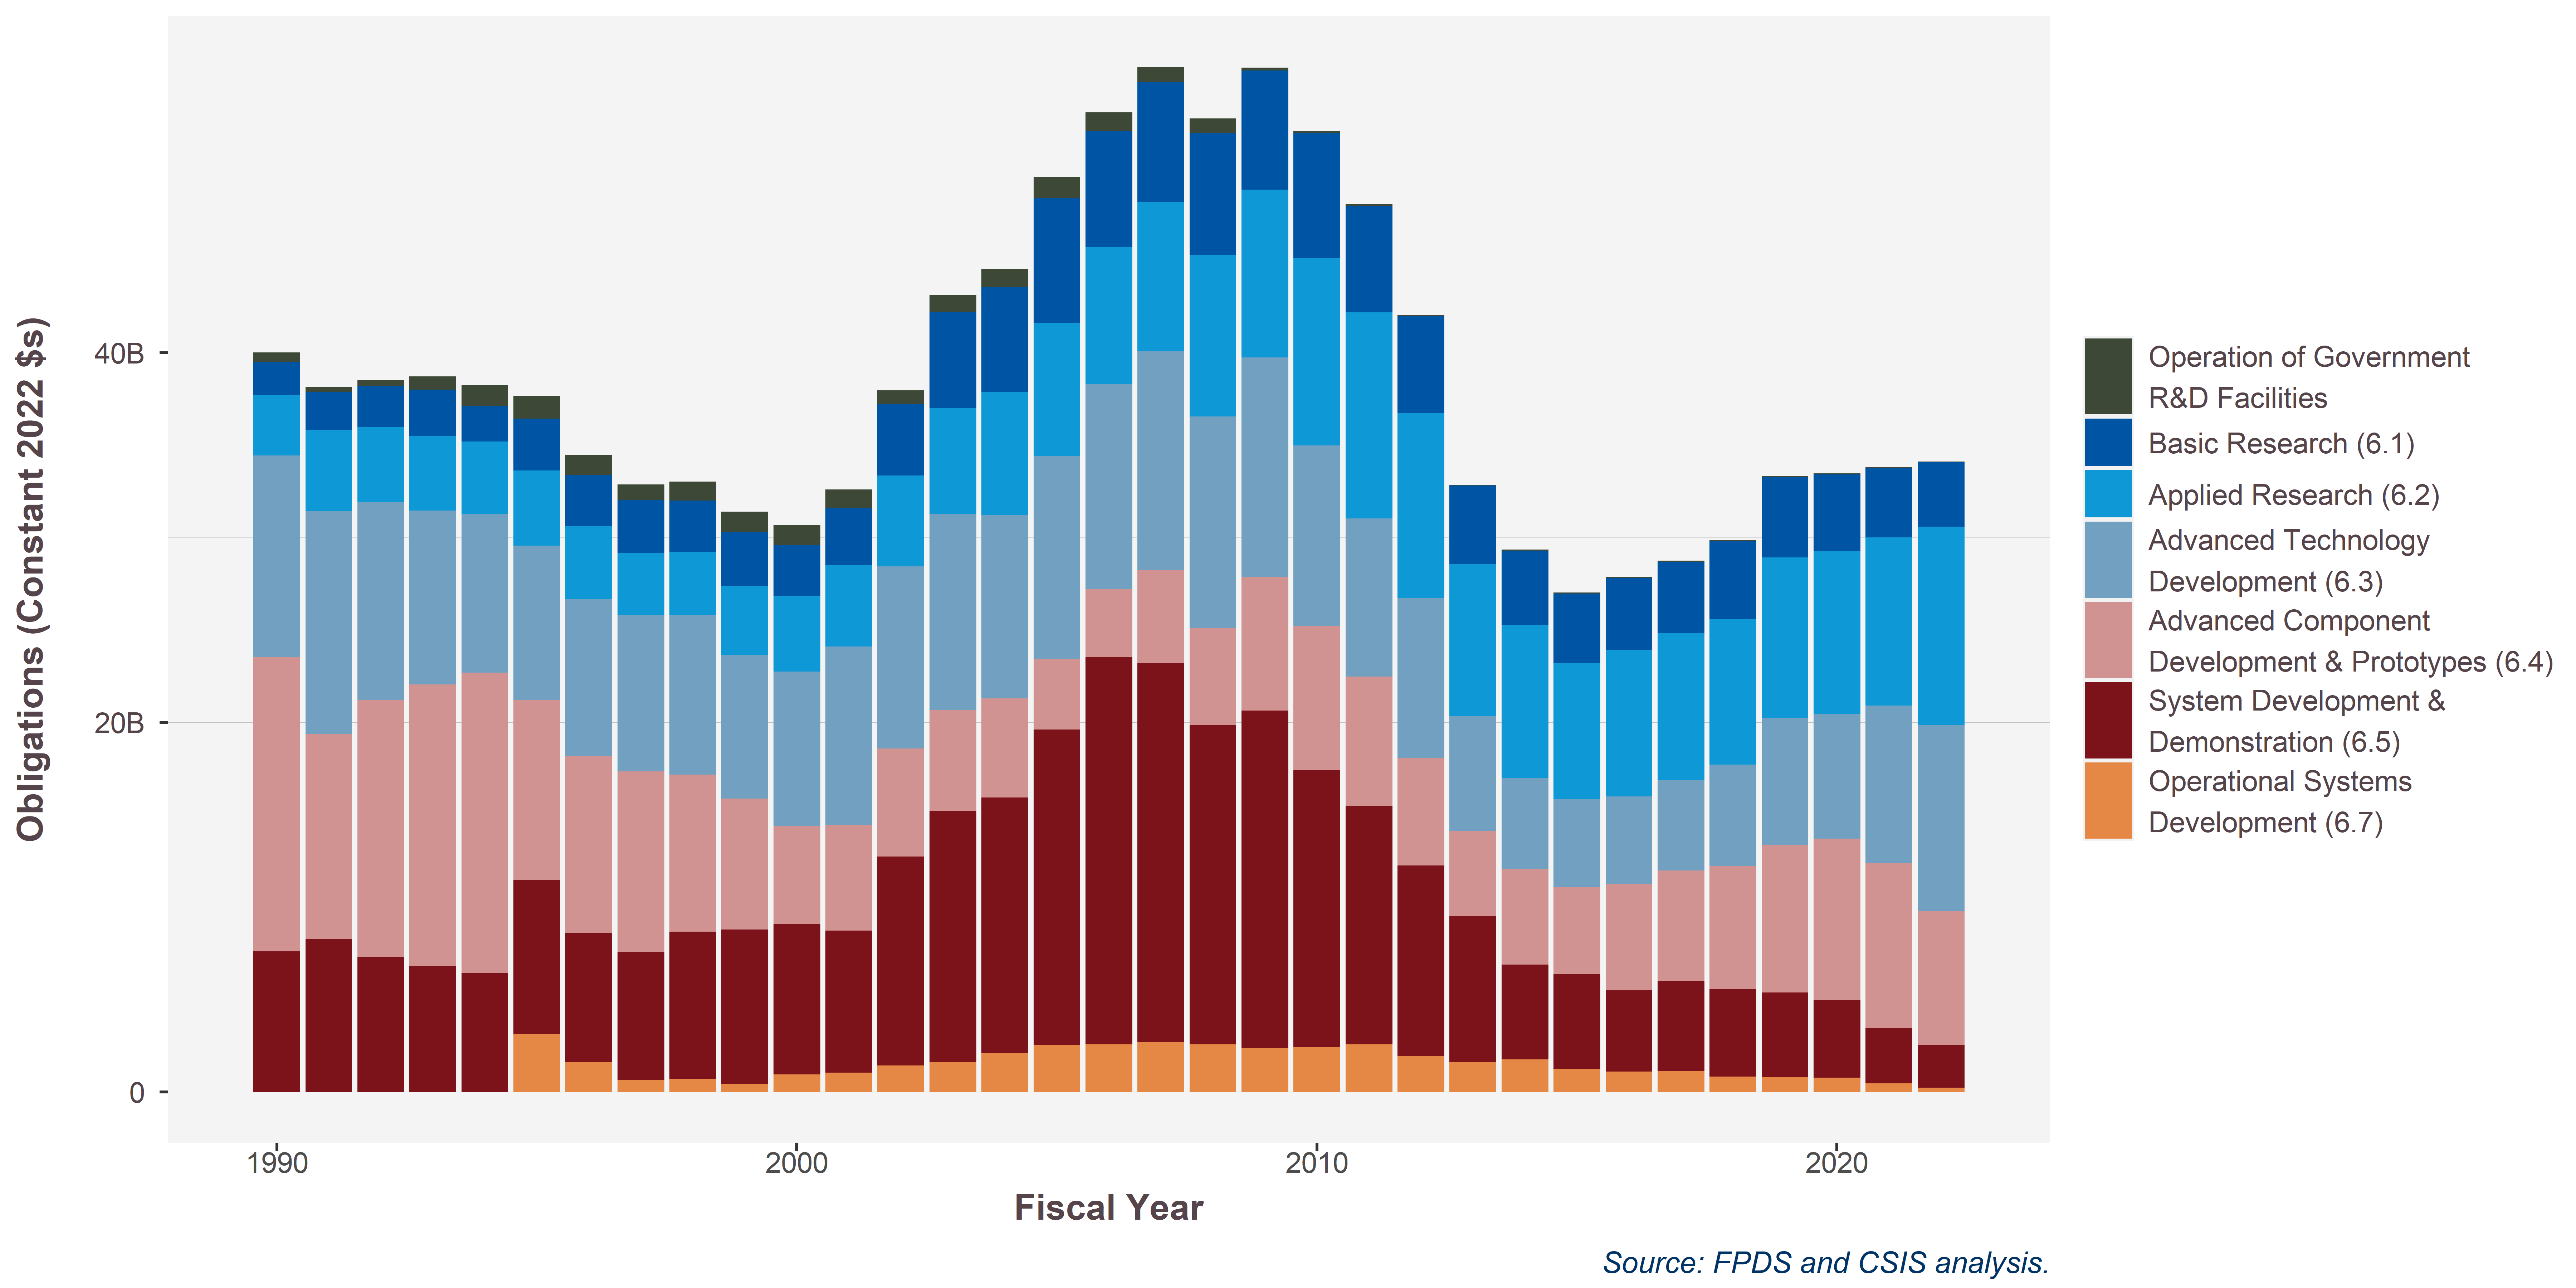 Obligations (Constant 2022 $s)
40B
20B
0
1990
2000
2010
2020
Fiscal Year
Operation of Government
R&D Facilities
Basic Research (6.1)
Applied Research (6.2)
Advanced Technology
Development (6.3)
Advanced Component
Development & Prototypes (6.4)
System Development &
Demonstration (6.5)
Operational Systems
Development (6.7)
Source: FPDS and CSIS analysis.